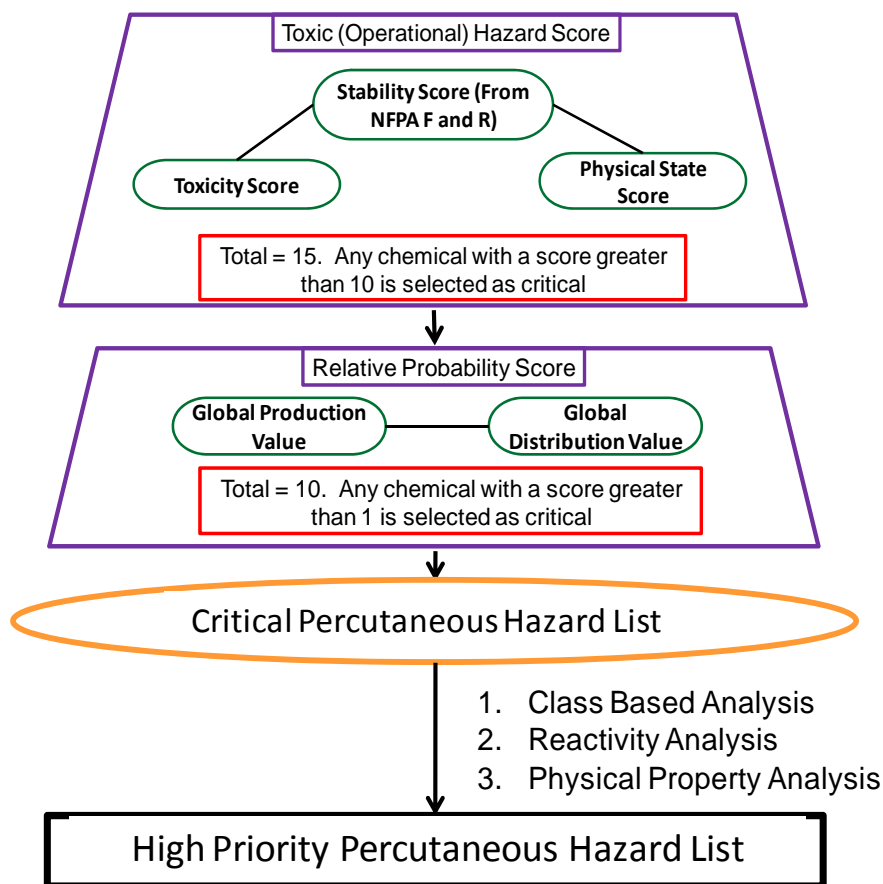 Toxic (Operational) Hazard Score
Stability Score (From
NFPA F and R)
Toxicity Score
Physical State
Score
Total = 15. Any chemical with a score greater
than 10 is selected as critical
Relative Probability Score
Global Production
Value
Global
Distribution Value
Total = 10. Any chemical with a score greater
than 1 is selected as critical
Critical Percutaneous Hazard List
1. Class Based Analysis
2. Reactivity Analysis
3. Physical Property Analysis
High Priority Percutaneous Hazard List